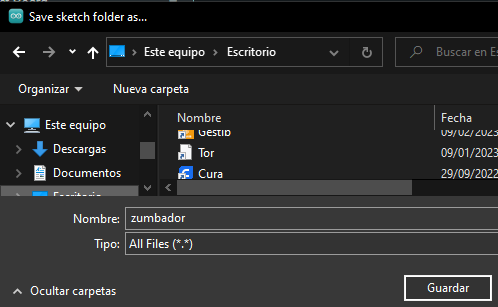 Save sketch folder as...
Este equipo > Escritorio
Buscar en Es
Organizar
Nueva carpeta
Este equipo
Descargas
Documentos
Escritorio
Nombre
Fecha
Gestib
09/02/2023
Tor
09/01/2023
Cura
29/09/2022
Nombre: zumbador
Tipo: All Files (*.*)
Ocultar carpetas
Guardar